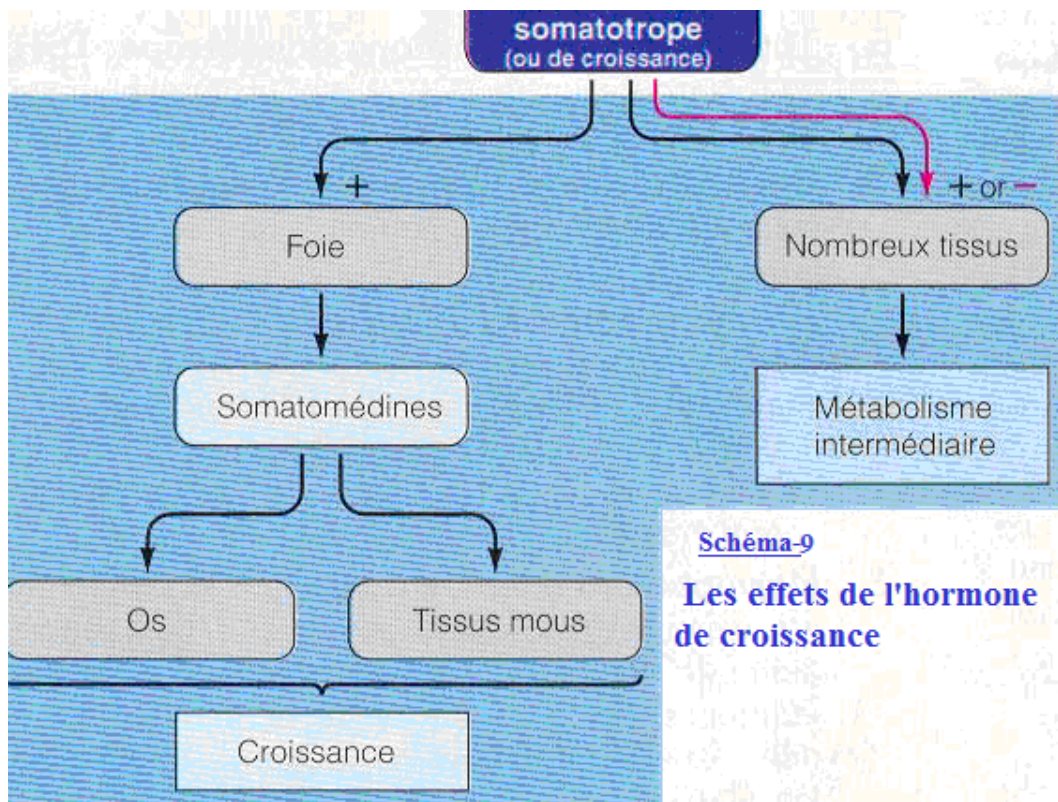 somatotrope
(ou de croissance)
+
+ or −
Foie
Nombreux tissus
Somatomédines
Métabolisme
intermédiaire
Schéma-9
Les effets de l'hormone
de croissance
Os
Tissus mous
Croissance